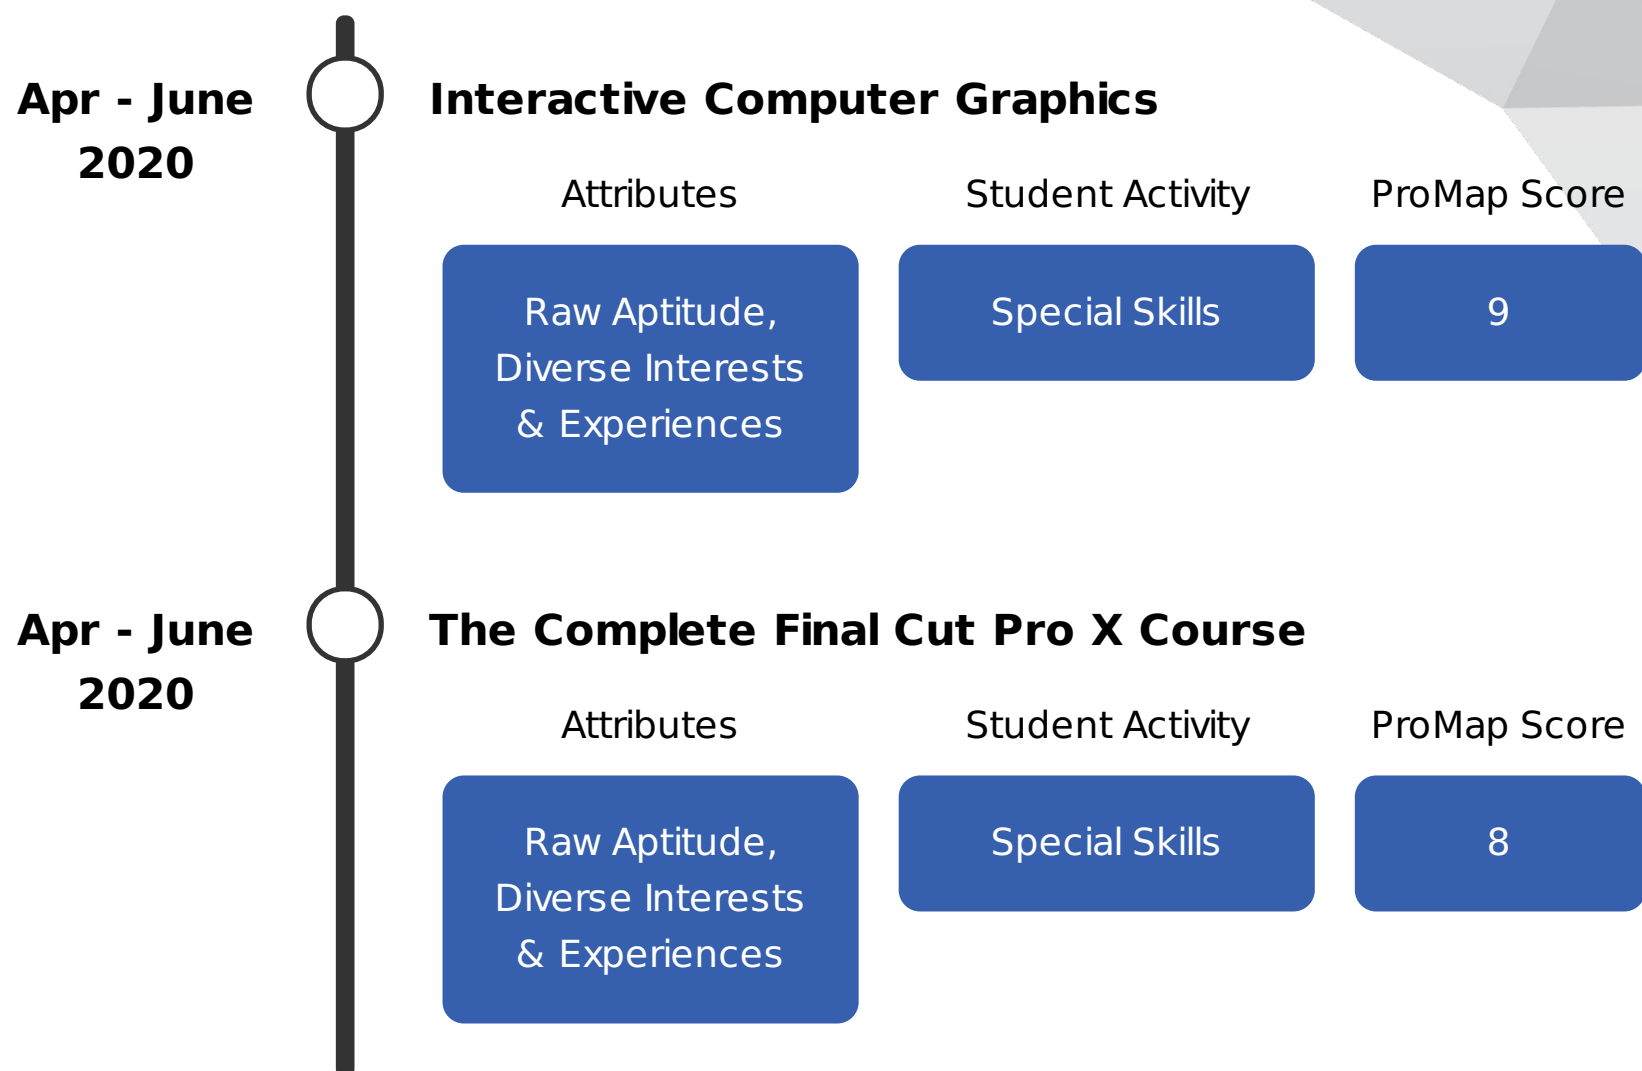 Apr - June
2020
Interactive Computer Graphics
Attributes
Student Activity
ProMap Score
Raw Aptitude,
Diverse Interests
& Experiences
Special Skills
9
Apr - June
2020
The Complete Final Cut Pro X Course
Attributes
Student Activity
ProMap Score
Raw Aptitude,
Diverse Interests
& Experiences
Special Skills
8